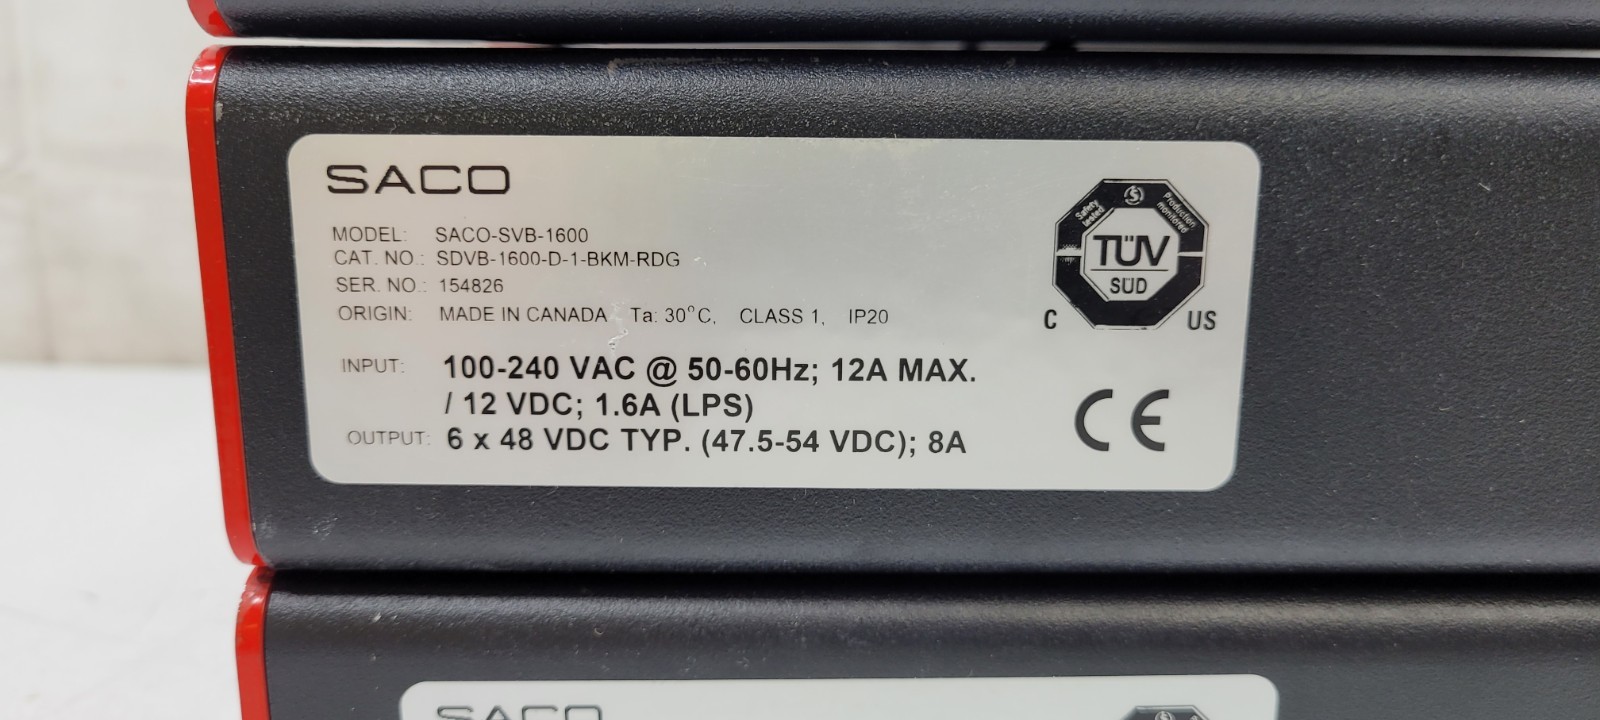 SACO
MODEL: SACO-SVB-1600
CAT. NO.: SDVB-1600-D-1-BKM-RDG
SER. NO.: 154826
ORIGIN: MADE IN CANADA Ta: 30°C, CLASS 1, IP20
INPUT: 100-240 VAC @ 50-60Hz; 12A MAX.
/ 12 VDC; 1.6A (LPS)
OUTPUT: 6 x 48 VDC TYP. (47.5-54 VDC); 8A
Safety tested
Production monitored
TÜV
SÜD
C US
CE
SACO